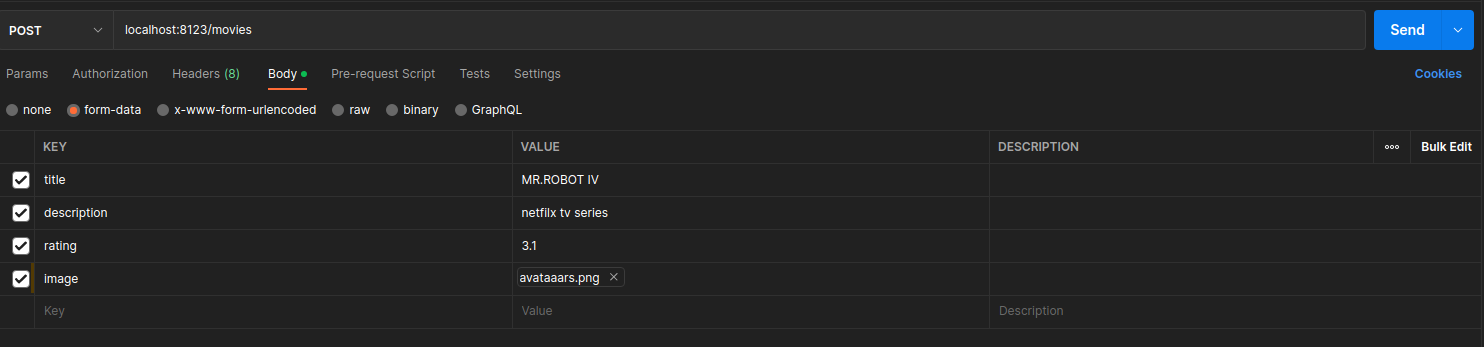 POST localhost:8123/movies Send
Params Authorization Headers (8) Body Pre-request Script Tests Settings Cookies
none form-data x-www-form-urlencoded raw binary GraphQL
KEY VALUE DESCRIPTION ooo Bulk Edit
title MR.ROBOT IV
description netfilx tv series
rating 3.1
image avataaars.png
Key Value Description